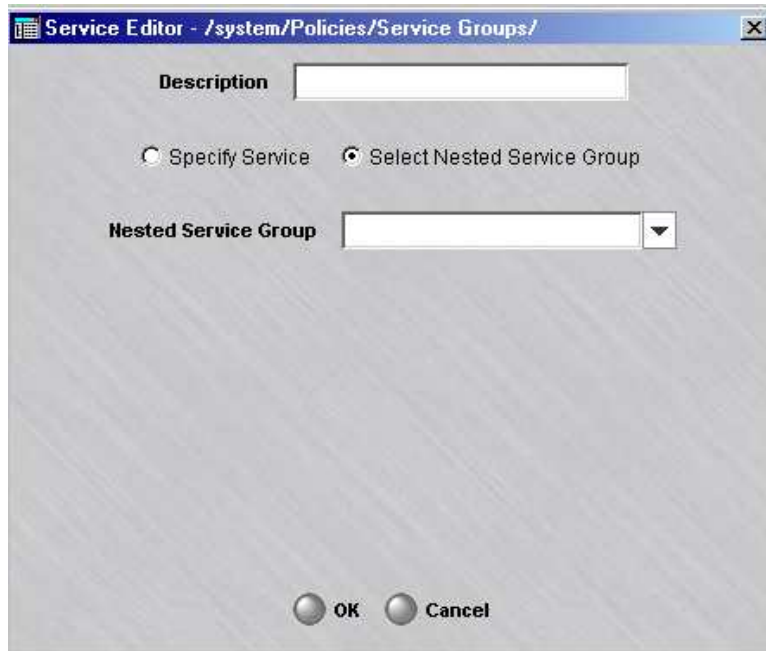 Service Editor - /system/Policies/Service Groups/
Description
Specify Service Select Nested Service Group
Nested Service Group
OK Cancel